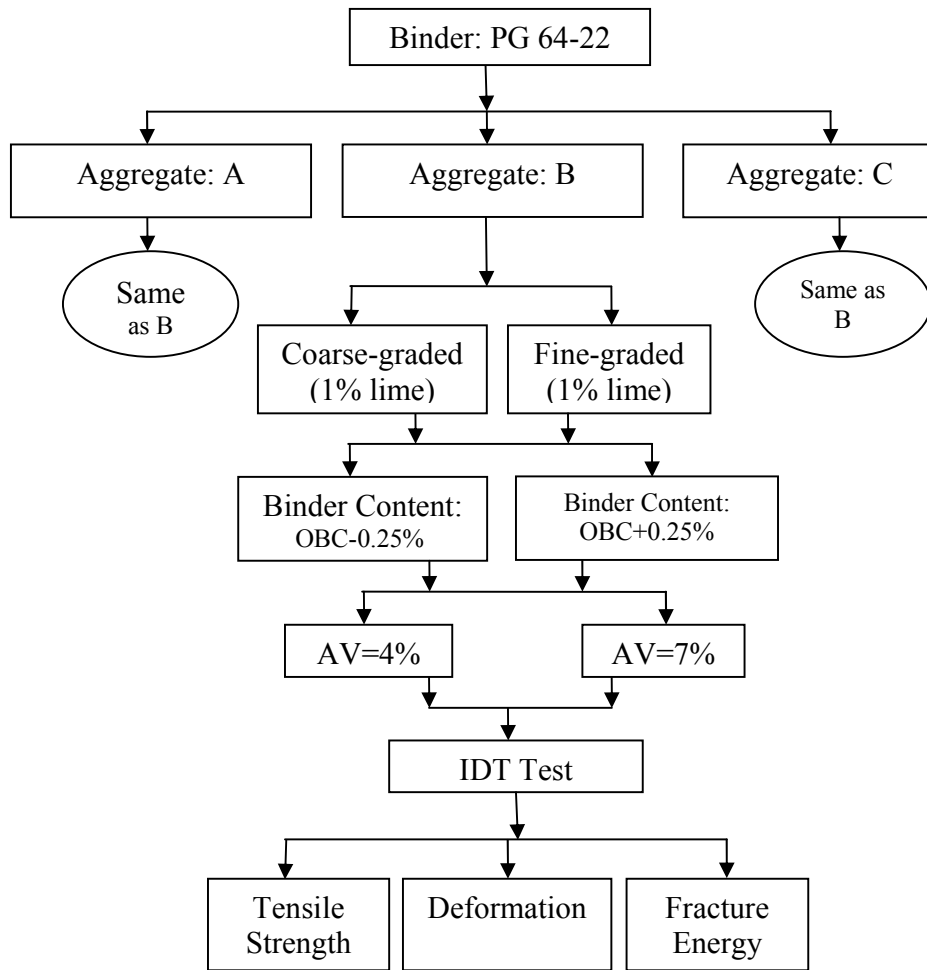 Binder: PG 64-22
Aggregate: A
Aggregate: B
Aggregate: C
Same
as B
Same as
B
Coarse-graded
(1% lime)
Fine-graded
(1% lime)
Binder Content:
OBC-0.25%
Binder Content:
OBC+0.25%
AV=4%
AV=7%
IDT Test
Tensile
Strength
Deformation
Fracture
Energy